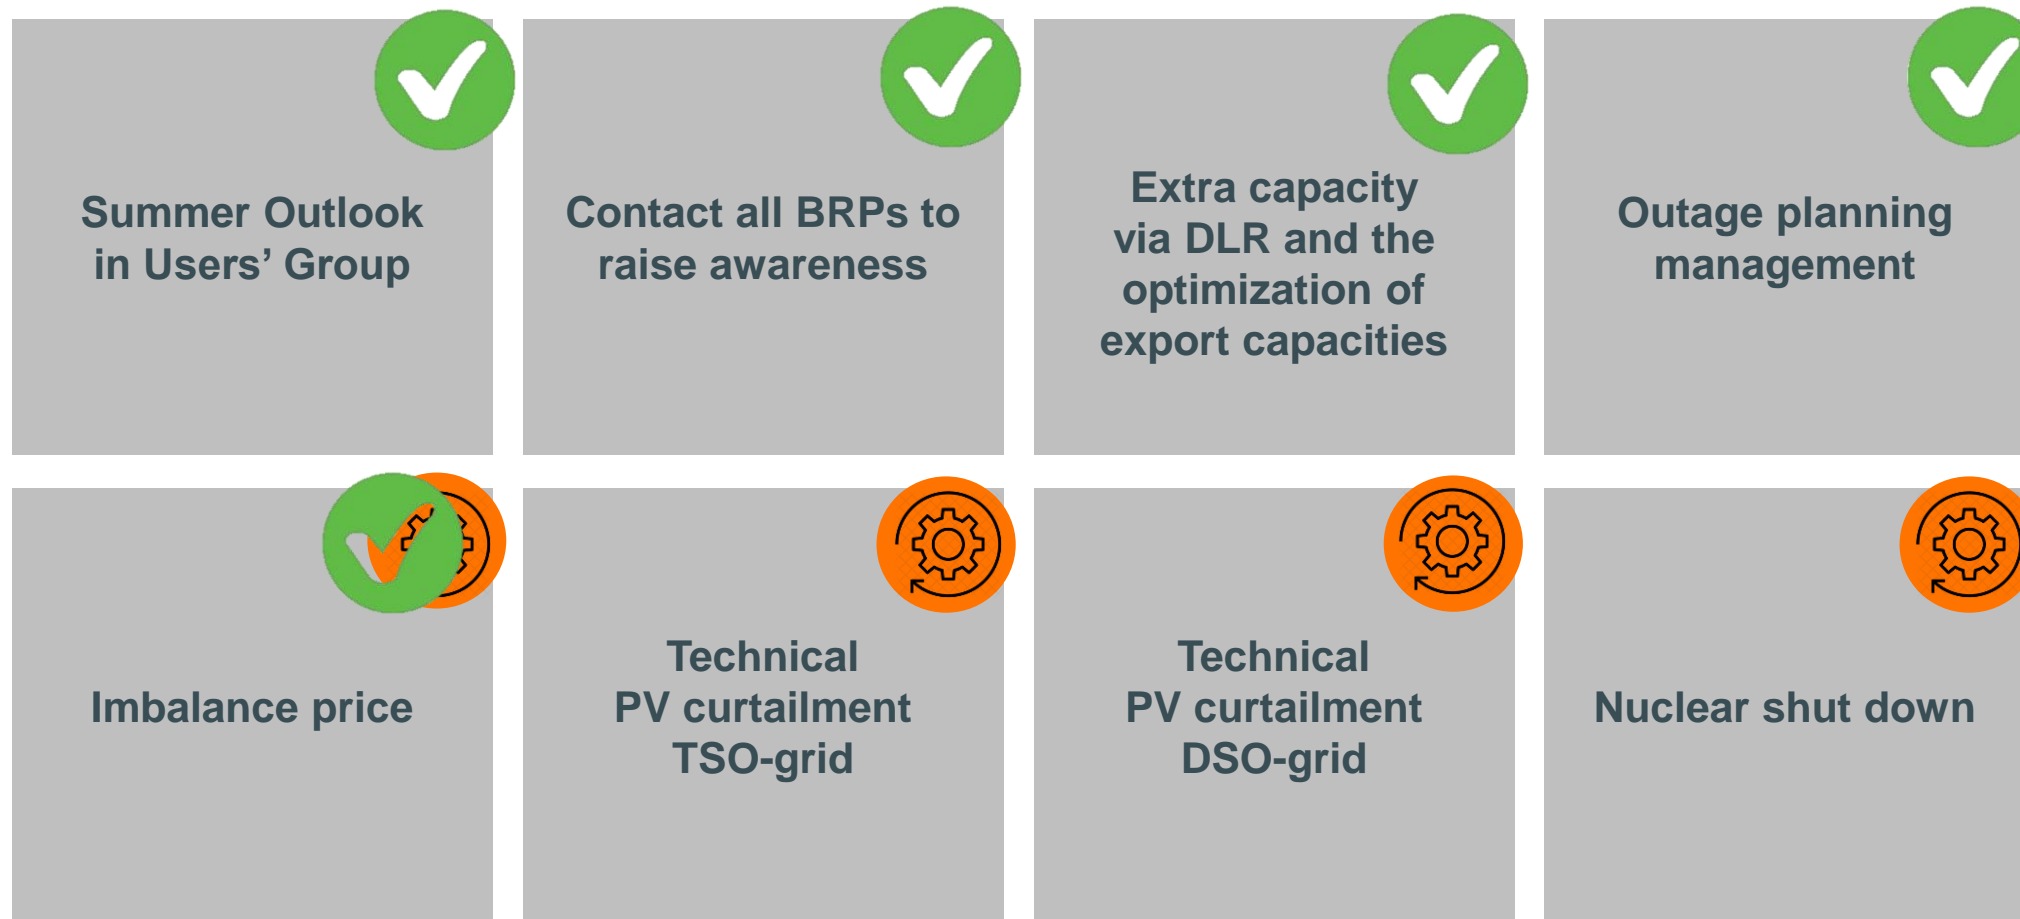 Summer Outlook
in Users’ Group
Contact all BRPs to
raise awareness
Extra capacity
via DLR and the
optimization of
export capacities
Outage planning
management
Imbalance price
Technical
PV curtailment
TSO-grid
Technical
PV curtailment
DSO-grid
Nuclear shut down